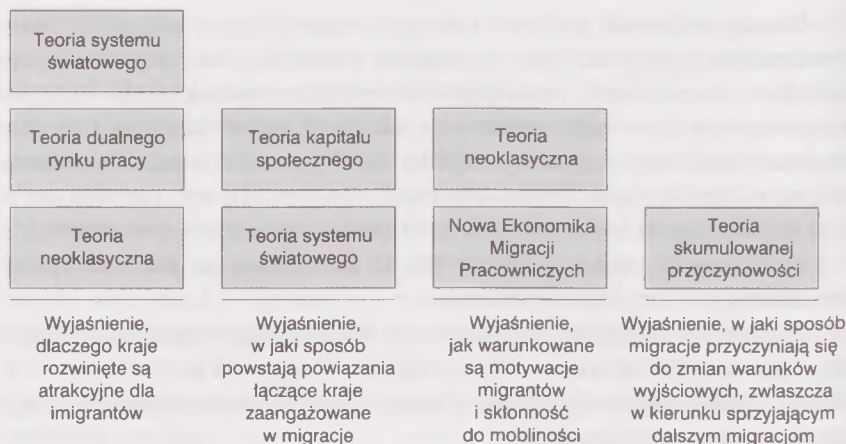 Teoria systemu
światowego
Teoria dualnego
rynku pracy
Teoria kapitału
społecznego
Teoria
neoklasyczna
Teoria
neoklasyczna
Teoria systemu
światowego
Nowa Ekonomika
Migracji
Pracowniczych
Teoria
skumulowanej
przyczynowości
Wyjaśnienie,
dlaczego kraje
rozwinięte są
atrakcyjne dla
imigrantów
Wyjaśnienie,
w jaki sposób
powstają powiązania
łączące kraje
zaangażowane
w migracje
Wyjaśnienie,
jak warunkowane
są motywacje
migrantów
i skłonność
do mobliności
Wyjaśnienie, w jaki sposób
migracje przyczyniają się
do zmian warunków
wyjściowych, zwłaszcza
w kierunku sprzyjającym
dalszym migracjom